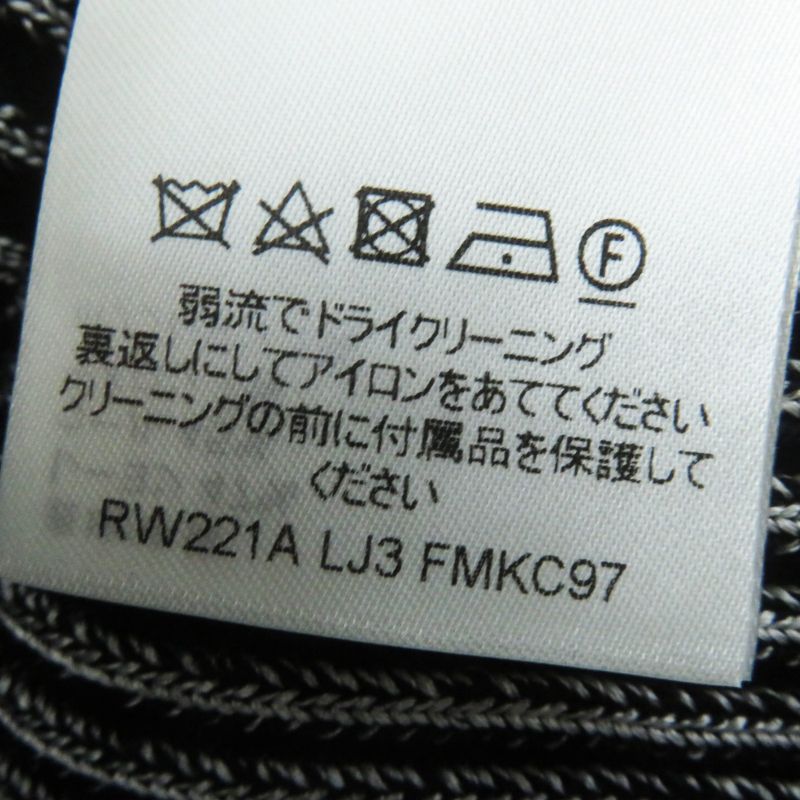 F
弱流でドライクリーニング
裏返しにしてアイロンをあててください
クリーニングの前に付属品を保護して
ください
RW221A LJ3 FMKC97